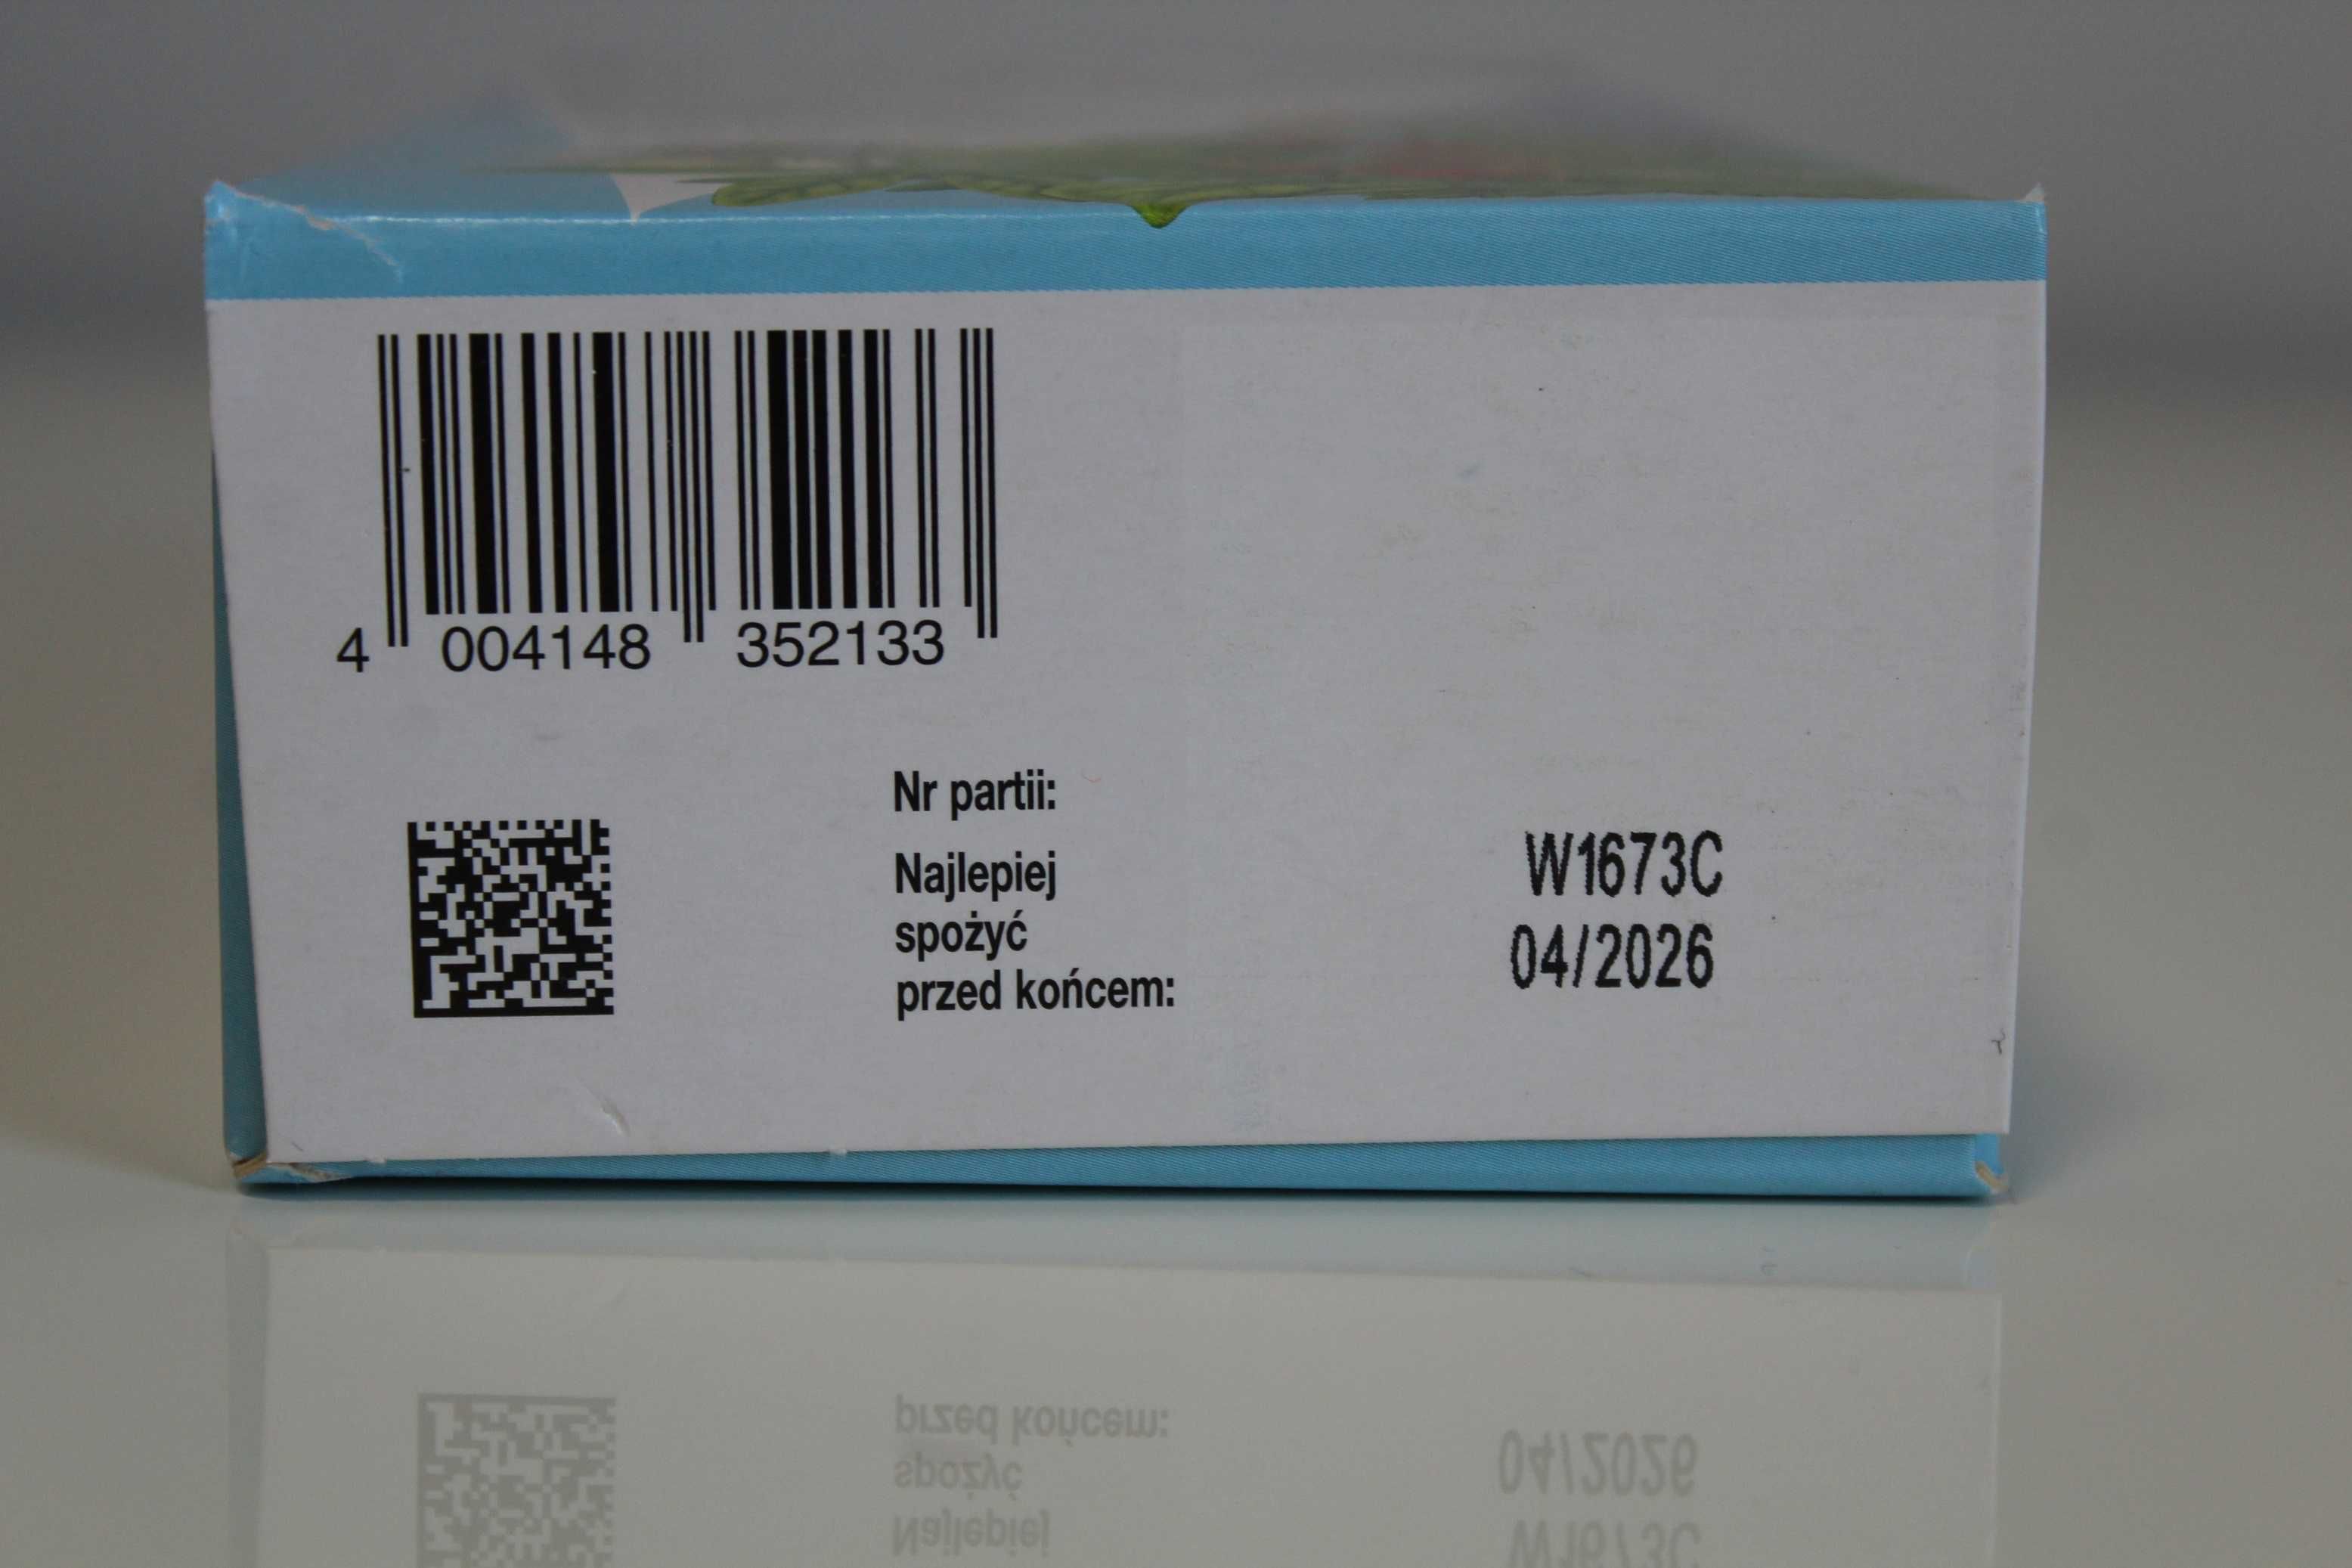 4 004148 352133
Nr partii:
Najlepiej
spożyć
przed końcem:
W1673C
04/2026